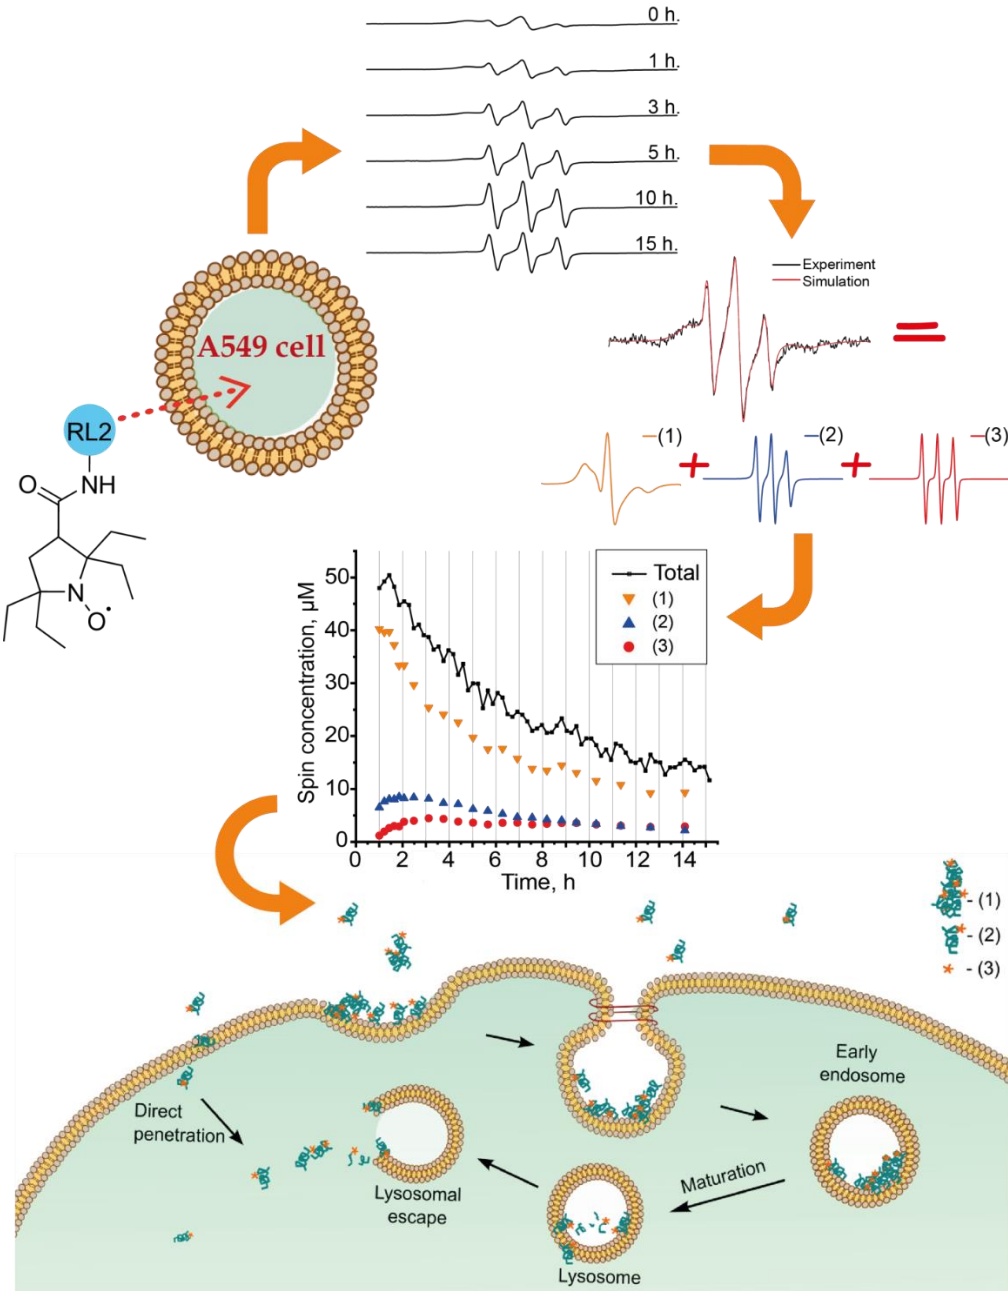 0 h.
1 h.
3 h.
5 h.
10 h.
15 h.
Experiment
Simulation
A549 cell
RL2
O
NH
N
O·
(1)
+
(2)
+
(3)
=
Spin concentration, μM
50
40
30
20
10
0
Total
(1)
(2)
(3)
0 2 4 6 8 10 12 14
Time, h
- (1)
- (2)
- (3)
Direct
penetration
Lysosomal
escape
Early
endosome
Maturation
Lysosome